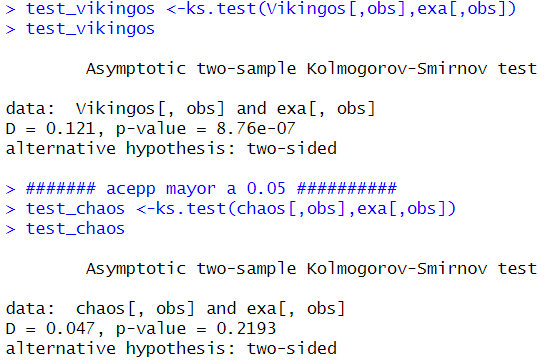 > test_vikingos <-ks.test(Vikingos[,obs],exa[,obs])
> test_vikingos
Asymptotic two-sample Kolmogorov-Smirnov test
data:  Vikingos[, obs] and exa[, obs]
D = 0.121, p-value = 8.76e-07
alternative hypothesis: two-sided
> ####### acepp mayor a 0.05 ##########
> test_chaos <-ks.test(chaos[,obs],exa[,obs])
> test_chaos
Asymptotic two-sample Kolmogorov-Smirnov test
data:  chaos[, obs] and exa[, obs]
D = 0.047, p-value = 0.2193
alternative hypothesis: two-sided